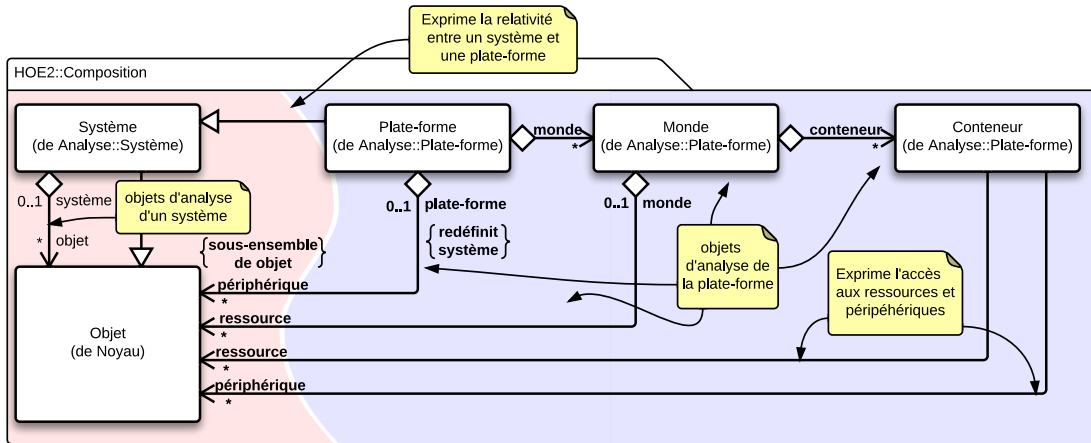 Exprime la relativité
entre un système et
une plate-forme
HOE2::Composition
Système
(de Analyse::Système)
Plate-forme
(de Analyse::Plate-forme)
monde
*
Monde
(de Analyse::Plate-forme)
conteneur
*
Conteneur
(de Analyse::Plate-forme)
0..1
système
objets d'analyse
d'un système
*
objet
0..1
plate-forme
{redéfinit
système}
0..1
monde
{sous-ensemble
de objet}
objets
d'analyse de
la plate-forme
Exprime l'accès
aux ressources et
péripéhériques
Objet
(de Noyau)
périphérique
*
ressource
*
ressource
*
périphérique
*